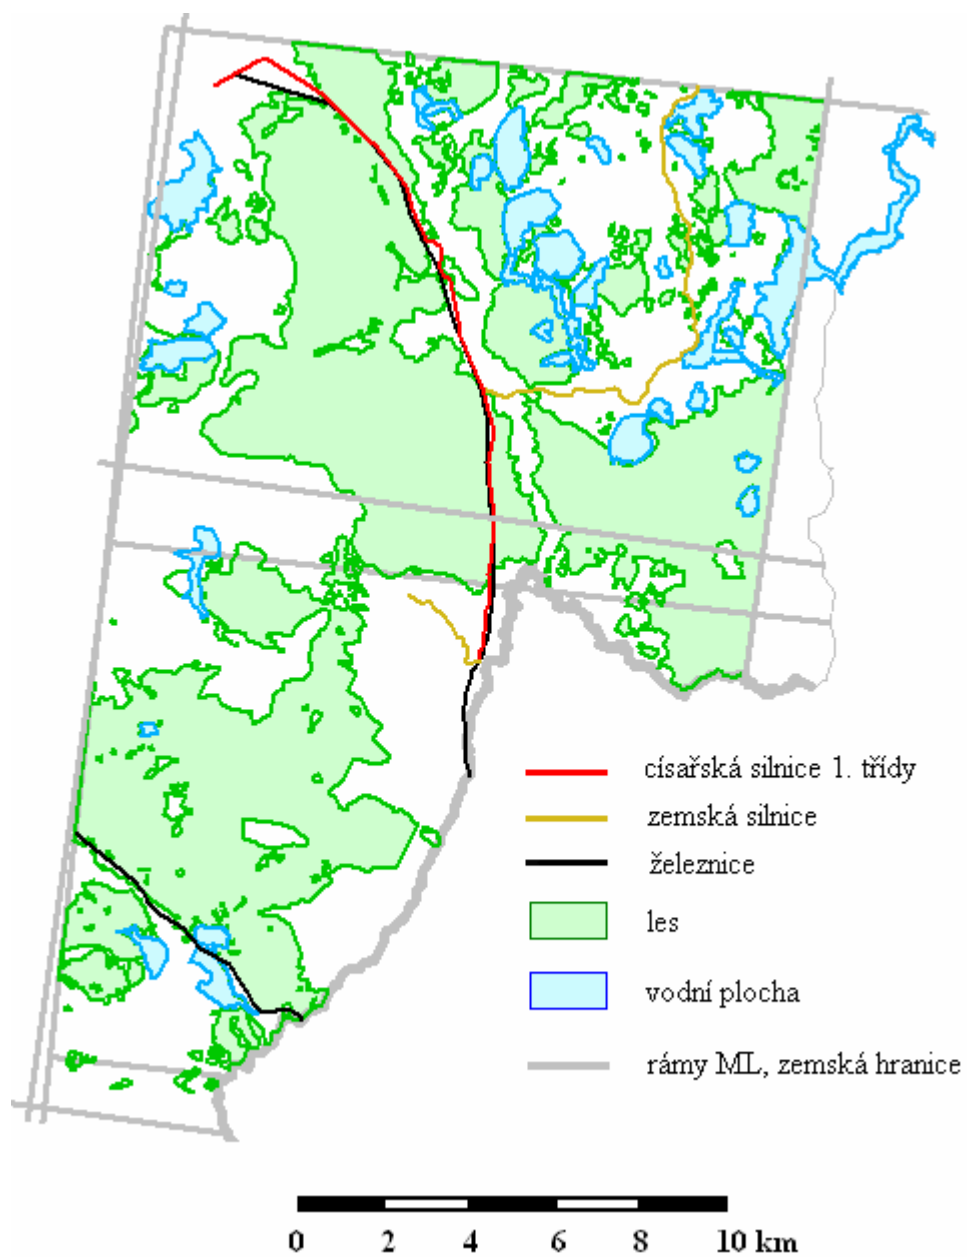 císařská silnice 1. třídy
zemská silnice
železnice
les
vodní plocha
rámy ML, zemská hranice
0 2 4 6 8 10 km